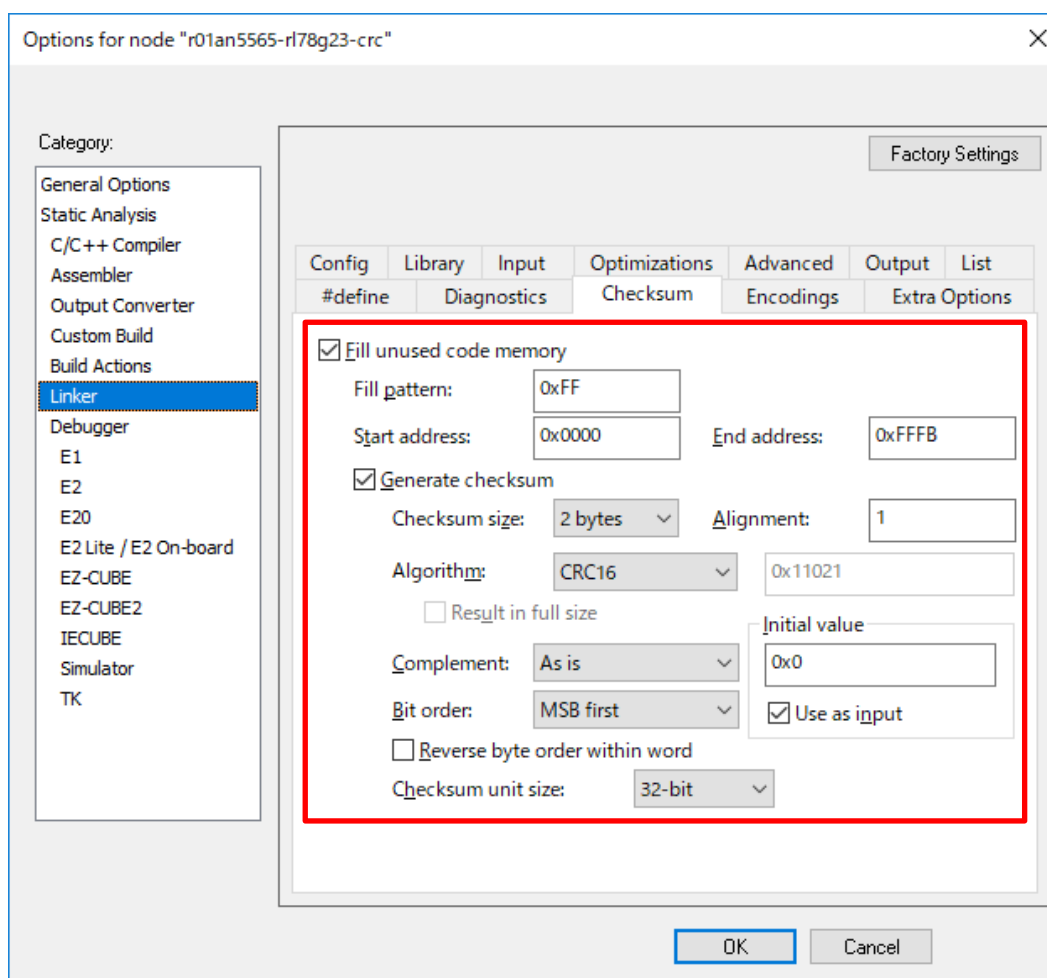 Options for node "r01an5565-rl78g23-crc"
Category:
Factory Settings
General Options
Static Analysis
C/C++ Compiler
Assembler
Output Converter
Custom Build
Build Actions
Linker
Debugger
E1
E2
E20
E2 Lite / E2 On-board
EZ-CUBE
EZ-CUBE2
IECUBE
Simulator
TK
Config Library Input Optimizations Advanced Output List
#define Diagnostics Checksum Encodings Extra Options
Fill unused code memory
Fill pattern: 0xFF
Start address: 0x0000 End address: 0xFFFB
Generate checksum
Checksum size: 2 bytes Alignment: 1
Algorithm: CRC16 0x11021
Result in full size
Initial value
Complement: As is 0x0
Bit order: MSB first Use as input
Reverse byte order within word
Checksum unit size: 32-bit
OK Cancel